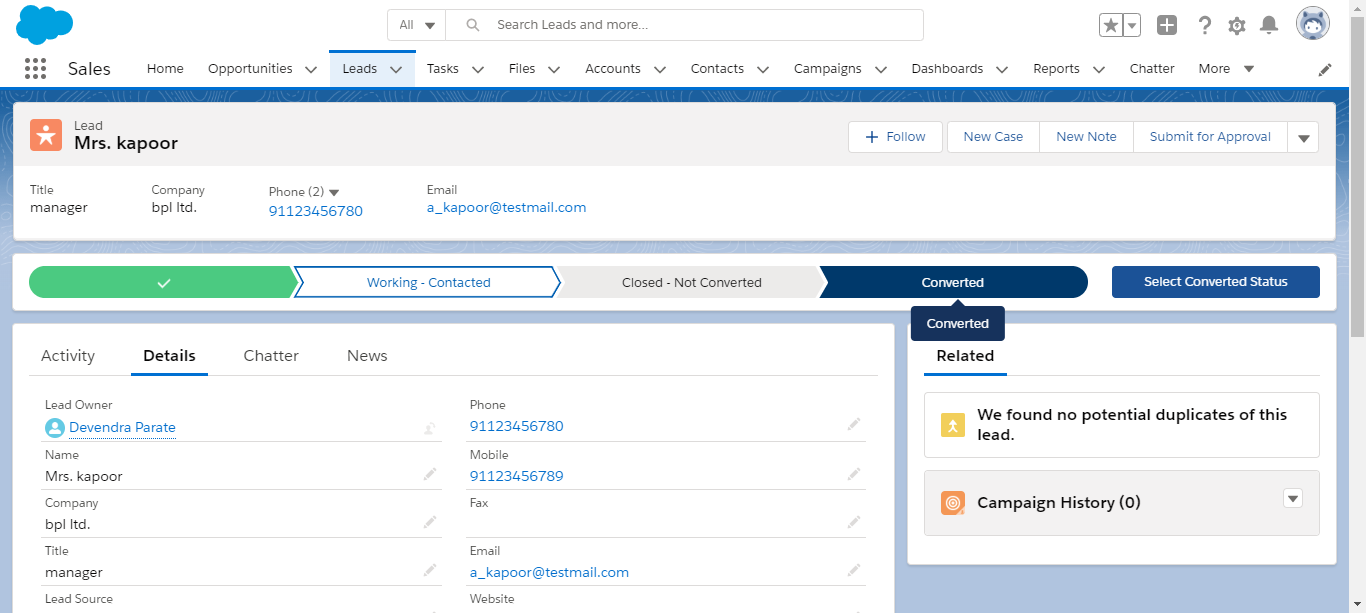 All
Search Leads and more...
Sales
Home
Opportunities
Leads
Tasks
Files
Accounts
Contacts
Campaigns
Dashboards
Reports
Chatter
More
Lead
Mrs. kapoor
Follow
New Case
New Note
Submit for Approval
Title
manager
Company
bpl ltd.
Phone (2)
91123456780
Email
a_kapoor@testmail.com
Working - Contacted
Closed - Not Converted
Converted
Select Converted Status
Converted
Activity
Details
Chatter
News
Lead Owner
Devendra Parate
Name
Mrs. kapoor
Company
bpl ltd.
Title
manager
Lead Source
Phone
91123456780
Mobile
91123456789
Fax
Email
a_kapoor@testmail.com
Website
Related
We found no potential duplicates of this
lead.
Campaign History (0)